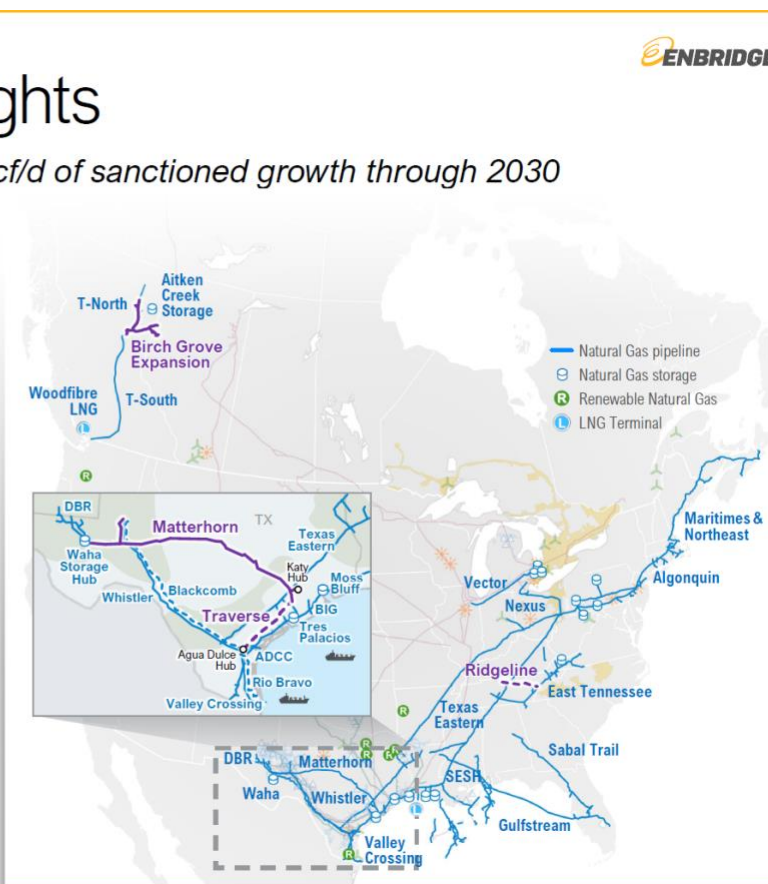 ENBRIDGE
ghts
cf/d of sanctioned growth through 2030
Aitken
Creek
Storage
T-North
Birch Grove
Expansion
Woodfibre
LNG
T-South
L
R
Natural Gas pipeline
Natural Gas storage
R Renewable Natural Gas
L LNG Terminal
DBR
Matterhorn
TX
Texas
Eastern
Waha
Storage
Hub
Katy
Hub
Moss
Bluff
Whistler
Blackcomb
BIG
Traverse
Tres
Palacios
Agua Dulce
Hub
ADCC
Rio Bravo
Valley Crossing
Maritimes &
Northeast
Algonquin
Vector
Nexus
Ridgeline
East Tennessee
Texas
Eastern
R
Sabal Trail
R
R
R
R
DBR
Matterhorn
SESH
Waha
Whistler
L
Gulfstream
Valley
Crossing
R